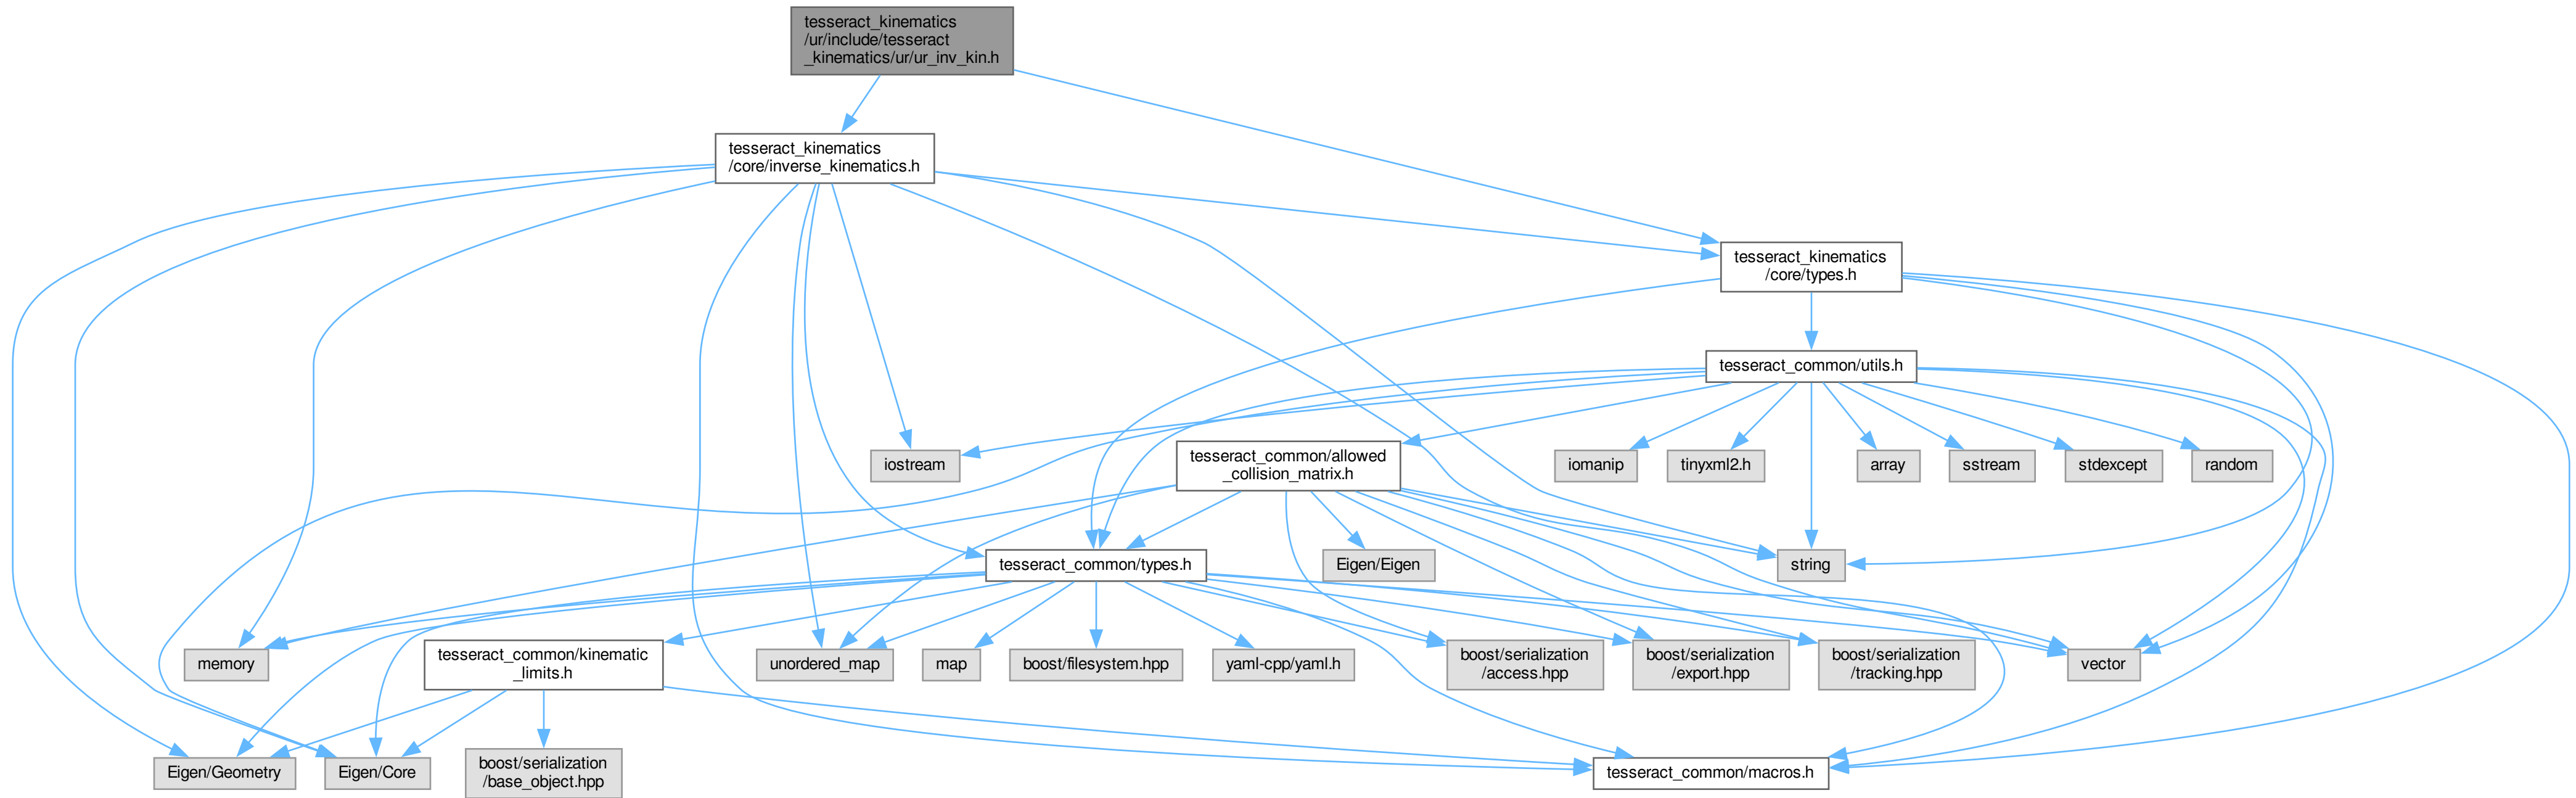 tesseract_kinematics
/ur/include/tesseract
_kinematics/ur/ur_inv_kin.h
tesseract_kinematics
/core/inverse_kinematics.h
tesseract_kinematics
/core/types.h
tesseract_common/utils.h
iostream
tesseract_common/allowed
_collision_matrix.h
iomanip
tinyxml2.h
array
sstream
stdexcept
random
tesseract_common/types.h
Eigen/Eigen
string
memory
tesseract_common/kinematic
_limits.h
unordered_map
map
boost/filesystem.hpp
yaml-cpp/yaml.h
boost/serialization
/access.hpp
boost/serialization
/export.hpp
boost/serialization
/tracking.hpp
vector
Eigen/Geometry
Eigen/Core
boost/serialization
/base_object.hpp
tesseract_common/macros.h